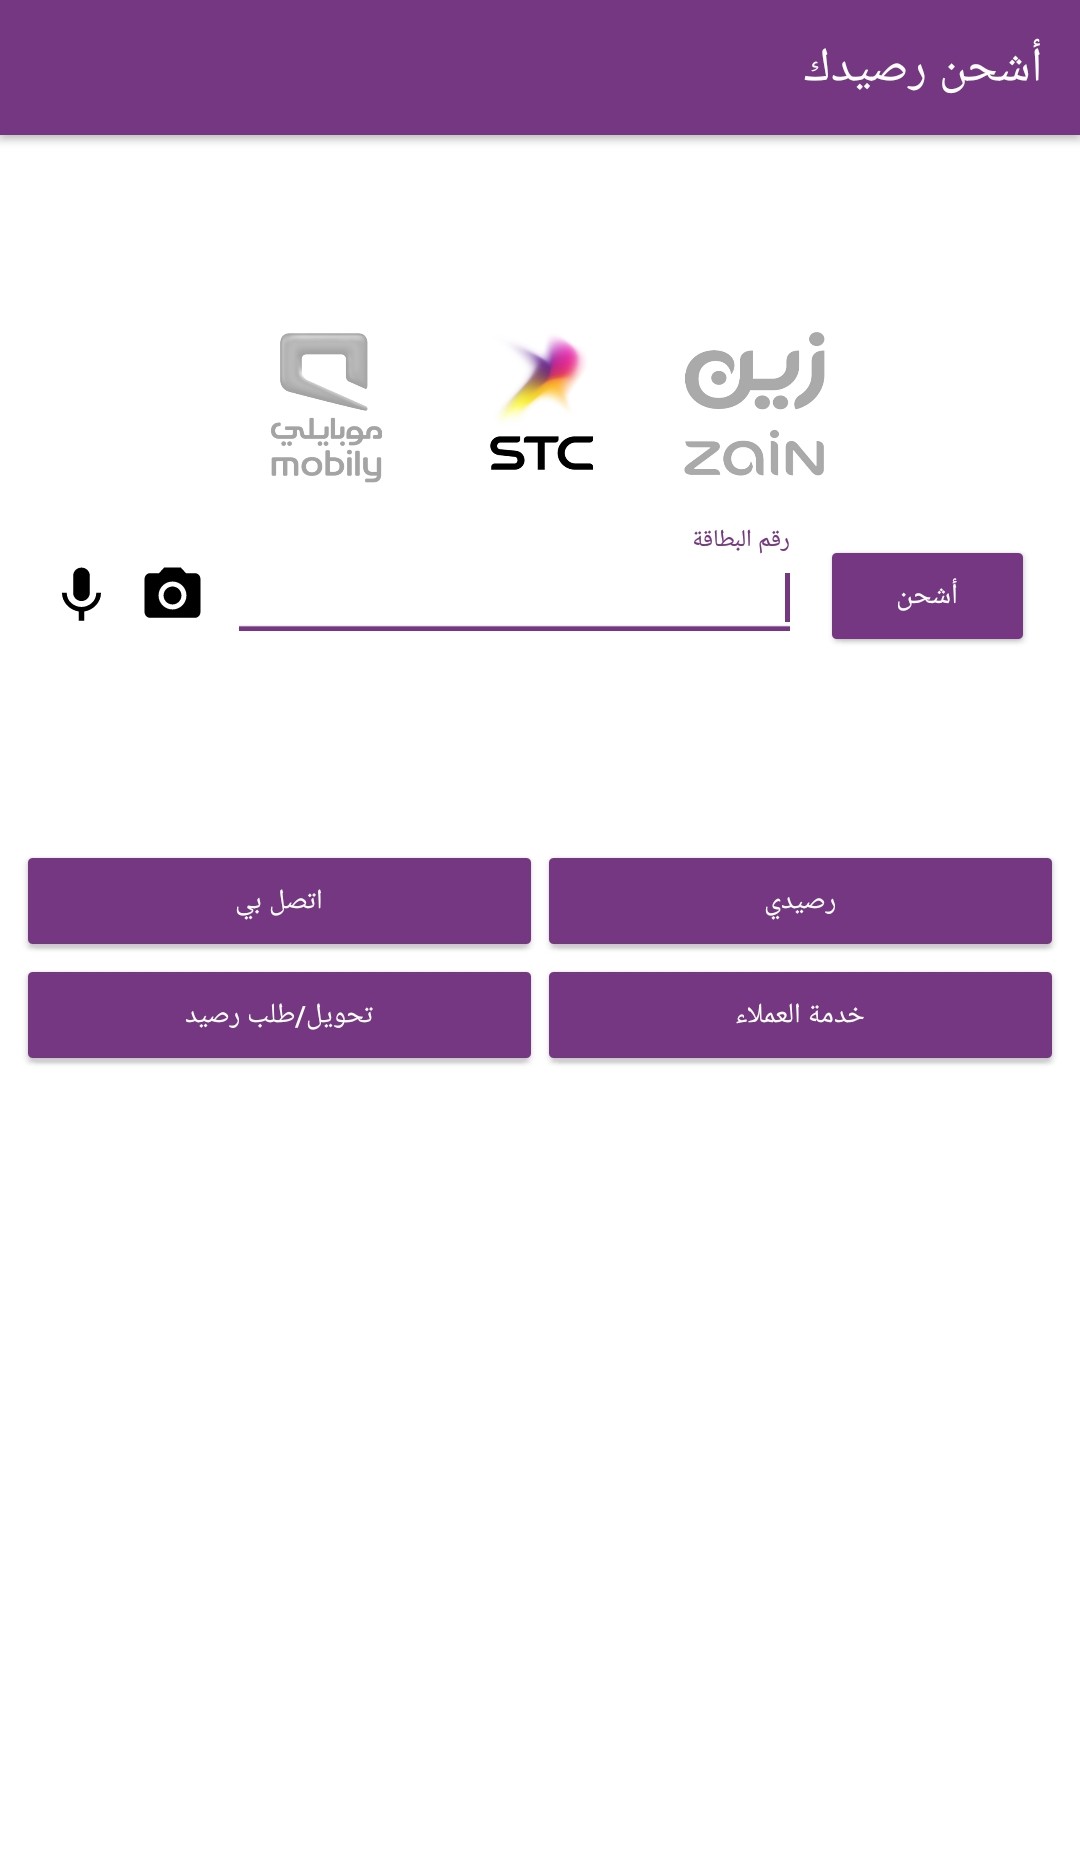 أشحن رصيدك
زين
zain
STC
موبايلي
mobily
رقم البطاقة
أشحن
رصيدي
اتصل بي
خدمة العملاء
تحويل/طلب رصيد